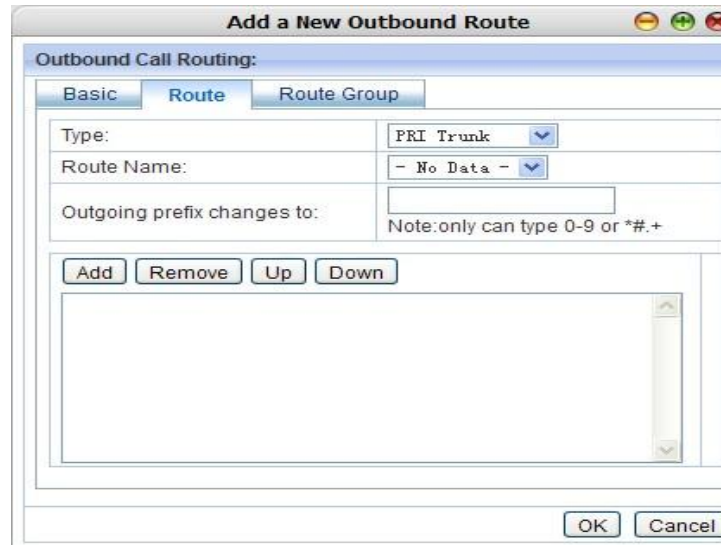 Add a New Outbound Route
Outbound Call Routing:
Basic Route Route Group
Type: PRI Trunk
Route Name: - No Data -
Outgoing prefix changes to:
Note:only can type 0-9 or *#.+
Add Remove Up Down
OK Cancel